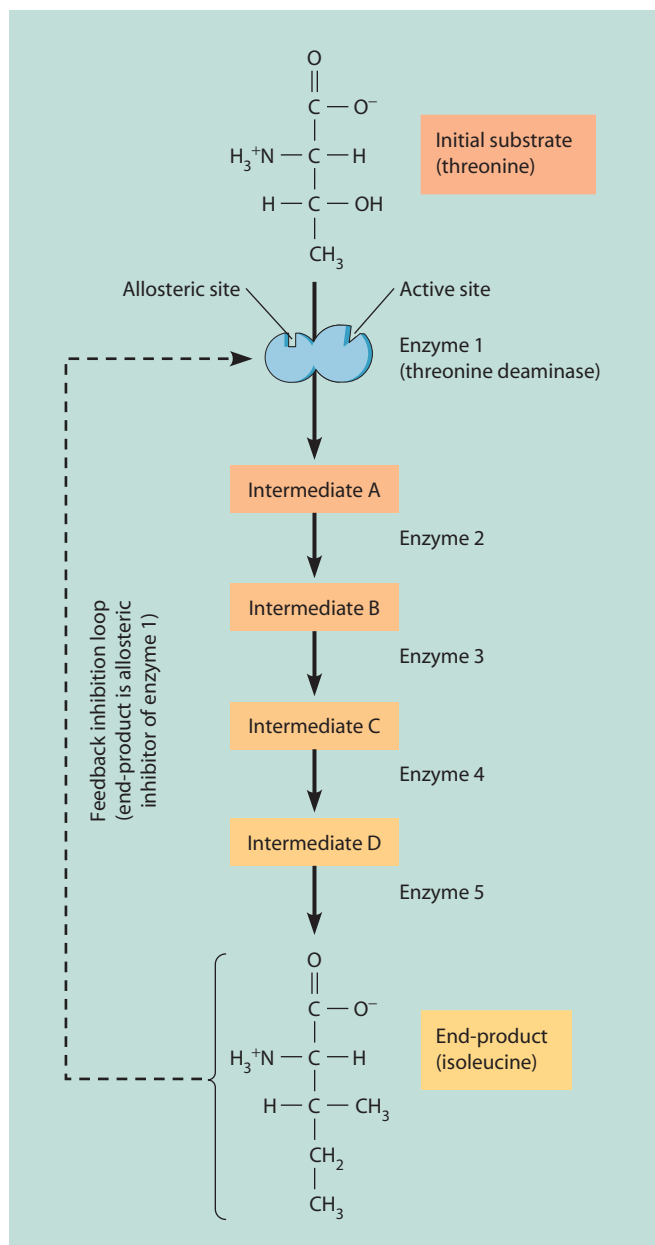 O
C — O⁻
H₃⁺N — C — H
H — C — OH
CH₃
Initial substrate
(threonine)
Allosteric site
Active site
Enzyme 1
(threonine deaminase)
Intermediate A
Enzyme 2
Intermediate B
Enzyme 3
Intermediate C
Enzyme 4
Intermediate D
Enzyme 5
Feedback inhibition loop
(end-product is allosteric
inhibitor of enzyme 1)
O
C — O⁻
H₃⁺N — C — H
H — C — CH₃
CH₂
CH₃
End-product
(isoleucine)